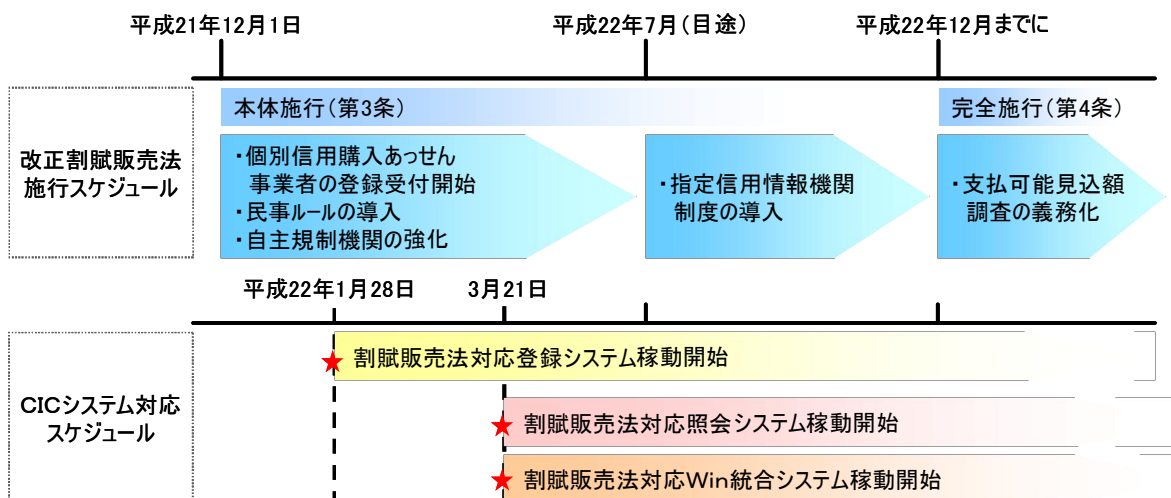 平成21年12月1日
平成22年7月(目途)
平成22年12月までに
改正割賦販売法
施行スケジュール
本体施行(第3条)
・個別信用購入あっせん
事業者の登録受付開始
・民事ルールの導入
・自主規制機関の強化
・指定信用情報機関
制度の導入
完全施行(第4条)
・支払可能見込額
調査の義務化
平成22年1月28日
3月21日
CICシステム対応
スケジュール
割賦販売法対応登録システム稼動開始
割賦販売法対応照会システム稼動開始
割賦販売法対応Win統合システム稼動開始